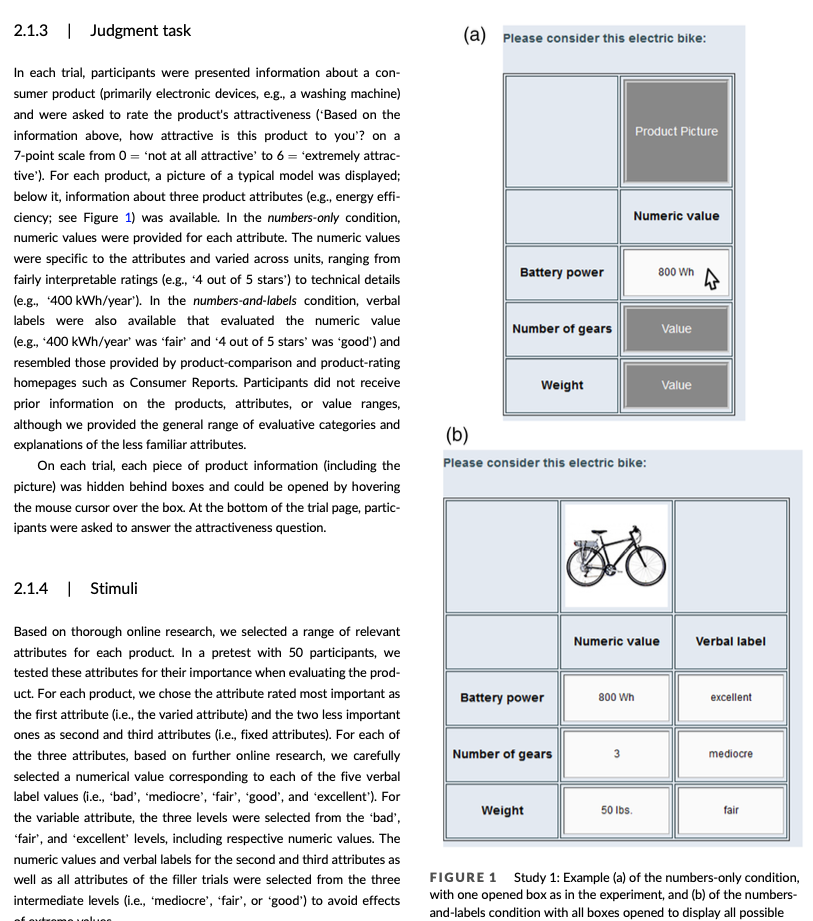 2.1.3 | Judgment task
In each trial, participants were presented information about a con-
sumer product (primarily electronic devices, e.g., a washing machine)
and were asked to rate the product's attractiveness (‘Based on the
information above, how attractive is this product to you’? on a
7-point scale from 0 = ‘not at all attractive’ to 6 = ‘extremely attrac-
tive’). For each product, a picture of a typical model was displayed;
below it, information about three product attributes (e.g., energy effi-
ciency; see Figure 1) was available. In the numbers-only condition,
numeric values were provided for each attribute. The numeric values
were specific to the attributes and varied across units, ranging from
fairly interpretable ratings (e.g., ‘4 out of 5 stars’) to technical details
(e.g., ‘400 kWh/year’). In the numbers-and-labels condition, verbal
labels were also available that evaluated the numeric value
(e.g., ‘400 kWh/year’ was ‘fair’ and ‘4 out of 5 stars’ was ‘good’) and
resembled those provided by product-comparison and product-rating
homepages such as Consumer Reports. Participants did not receive
prior information on the products, attributes, or value ranges,
although we provided the general range of evaluative categories and
explanations of the less familiar attributes.
On each trial, each piece of product information (including the
picture) was hidden behind boxes and could be opened by hovering
the mouse cursor over the box. At the bottom of the trial page, partic-
ipants were asked to answer the attractiveness question.
2.1.4 | Stimuli
Based on thorough online research, we selected a range of relevant
attributes for each product. In a pretest with 50 participants, we
tested these attributes for their importance when evaluating the prod-
uct. For each product, we chose the attribute rated most important as
the first attribute (i.e., the varied attribute) and the two less important
ones as second and third attributes (i.e., fixed attributes). For each of
the three attributes, based on further online research, we carefully
selected a numerical value corresponding to each of the five verbal
label values (i.e., ‘bad’, ‘mediocre’, ‘fair’, ‘good’, and ‘excellent’). For
the variable attribute, the three levels were selected from the ‘bad’,
‘fair’, and ‘excellent’ levels, including respective numeric values. The
numeric values and verbal labels for the second and third attributes as
well as all attributes of the filler trials were selected from the three
intermediate levels (i.e., ‘mediocre’, ‘fair’, or ‘good’) to avoid effects
of extreme values.
(a)
Please consider this electric bike:
Product Picture
Numeric value
Battery power 800 Wh
Number of gears Value
Weight Value
(b)
Please consider this electric bike:
Numeric value Verbal label
Battery power 800 Wh excellent
Number of gears 3 mediocre
Weight 50 lbs. fair
FIGURE 1 Study 1: Example (a) of the numbers-only condition,
with one opened box as in the experiment, and (b) of the numbers-
and-labels condition with all boxes opened to display all possible